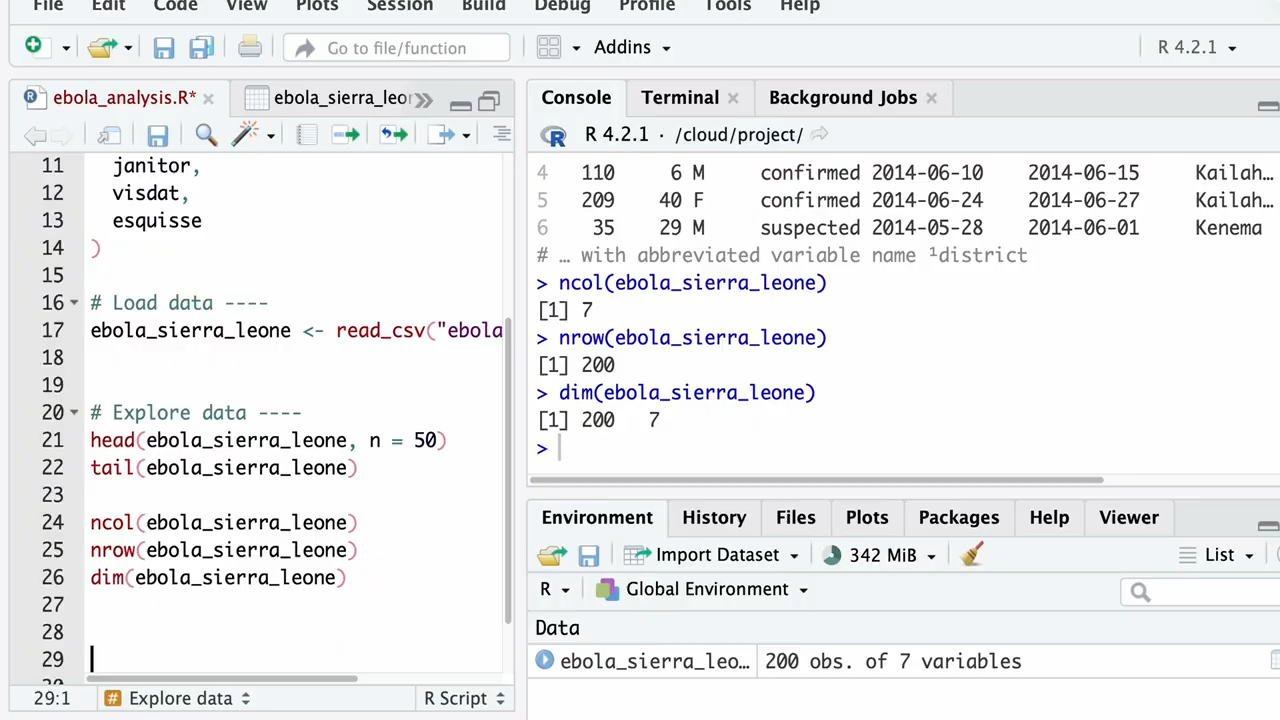 File Edit Code View Plots Session Build Debug Profile Tools Help
Go to file/function Addins R 4.2.1
ebola_analysis.R* ebola_sierra_leo
11 janitor,
12 visdat,
13 esquisse
14 )
15
16 # Load data ----
17 ebola_sierra_leone <- read_csv("ebola
18
19
20 # Explore data ----
21 head(ebola_sierra_leone, n = 50)
22 tail(ebola_sierra_leone)
23
24 ncol(ebola_sierra_leone)
25 nrow(ebola_sierra_leone)
26 dim(ebola_sierra_leone)
27
28
29
29:1 # Explore data R Script
Console Terminal Background Jobs
R R 4.2.1 · /cloud/project/
4 110 6 M confirmed 2014-06-10 2014-06-15 Kailah…
5 209 40 F confirmed 2014-06-24 2014-06-27 Kailah…
6 35 29 M suspected 2014-05-28 2014-06-01 Kenema
# … with abbreviated variable name ¹district
> ncol(ebola_sierra_leone)
[1] 7
> nrow(ebola_sierra_leone)
[1] 200
> dim(ebola_sierra_leone)
[1] 200 7
>
Environment History Files Plots Packages Help Viewer
Import Dataset 342 MiB List
R Global Environment
Data
ebola_sierra_leo… 200 obs. of 7 variables